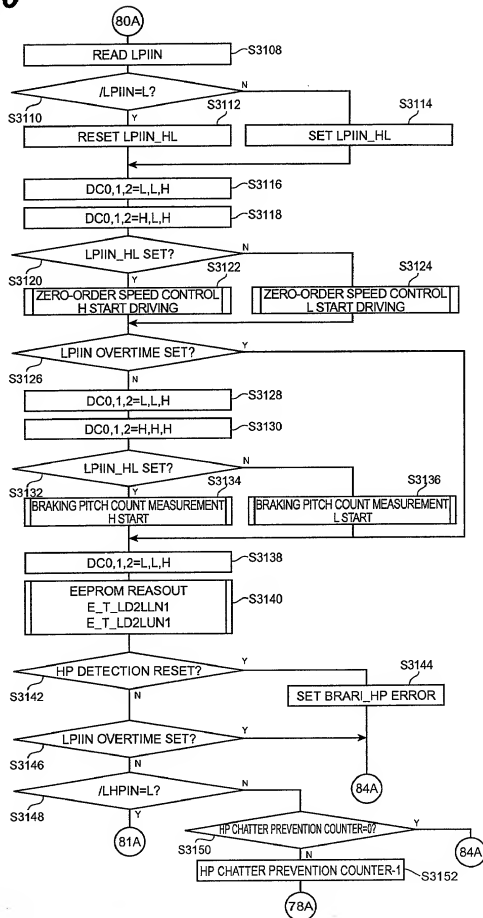 80A
READ LPIIN
S3108
/LPIIN=L?
N
S3110
Y
S3112
S3114
RESET LPIIN_HL
SET LPIIN_HL
DC0,1,2=L,L,H
S3116
DC0,1,2=H,L,H
S3118
LPIIN_HL SET?
N
S3120
Y
S3122
S3124
ZERO-ORDER SPEED CONTROL
H START DRIVING
ZERO-ORDER SPEED CONTROL
L START DRIVING
LPIIN OVERTIME SET?
Y
S3126
N
DC0,1,2=L,L,H
S3128
DC0,1,2=H,H,H
S3130
LPIIN_HL SET?
N
S3132
Y
S3134
S3136
BRAKING PITCH COUNT MEASUREMENT
H START
BRAKING PITCH COUNT MEASUREMENT
L START
DC0,1,2=L,L,H
S3138
EEPROM REASOUT
E_T_LD2LLN1
E_T_LD2LUN1
S3140
HP DETECTION RESET?
Y
S3142
N
S3144
SET BRARI_HP ERROR
LPIIN OVERTIME SET?
Y
S3146
N
84A
/LHPIN=L?
N
S3148
Y
81A
HP CHATTER PREVENTION COUNTER=0?
Y
S3150
N
84A
HP CHATTER PREVENTION COUNTER-1
S3152
78A